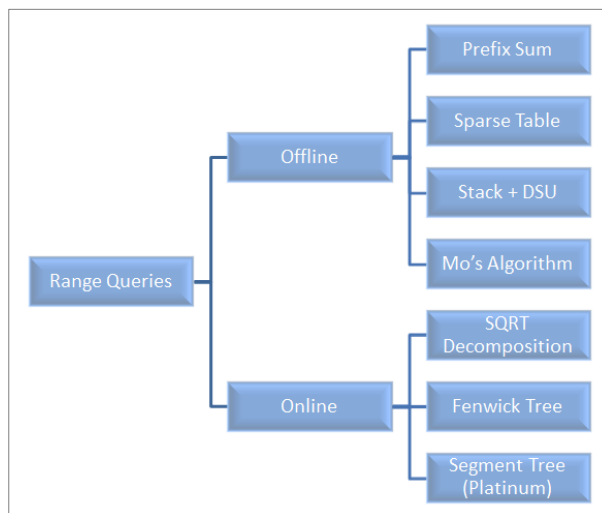 Range Queries
Offline
Prefix Sum
Sparse Table
Stack + DSU
Mo's Algorithm
Online
SQRT
Decomposition
Fenwick Tree
Segment Tree
(Platinum)